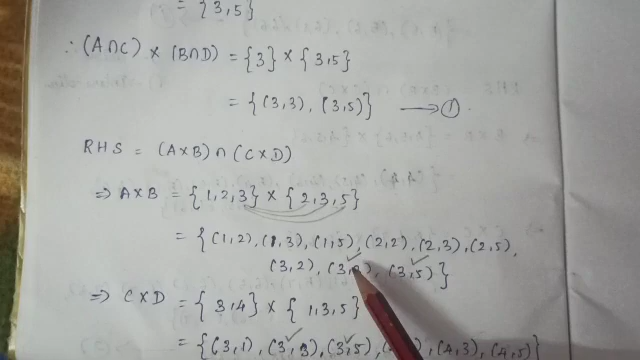 = {3,5}
∴ (A∩C) × (B∩D) = {3} × {3,5}
= {(3,3), (3,5)} → ①
RHS = (A×B) ∩ (C×D)
⇒ A×B = {1,2,3} × {2,3,5}
= {(1,2), (1,3), (1,5), (2,2), (2,3), (2,5),
(3,2), (3,3), (3,5)}
⇒ C×D = {3,4} × {1,3,5}
= {(3,1), (3,3), (3,5), (4,3), (4,5)}